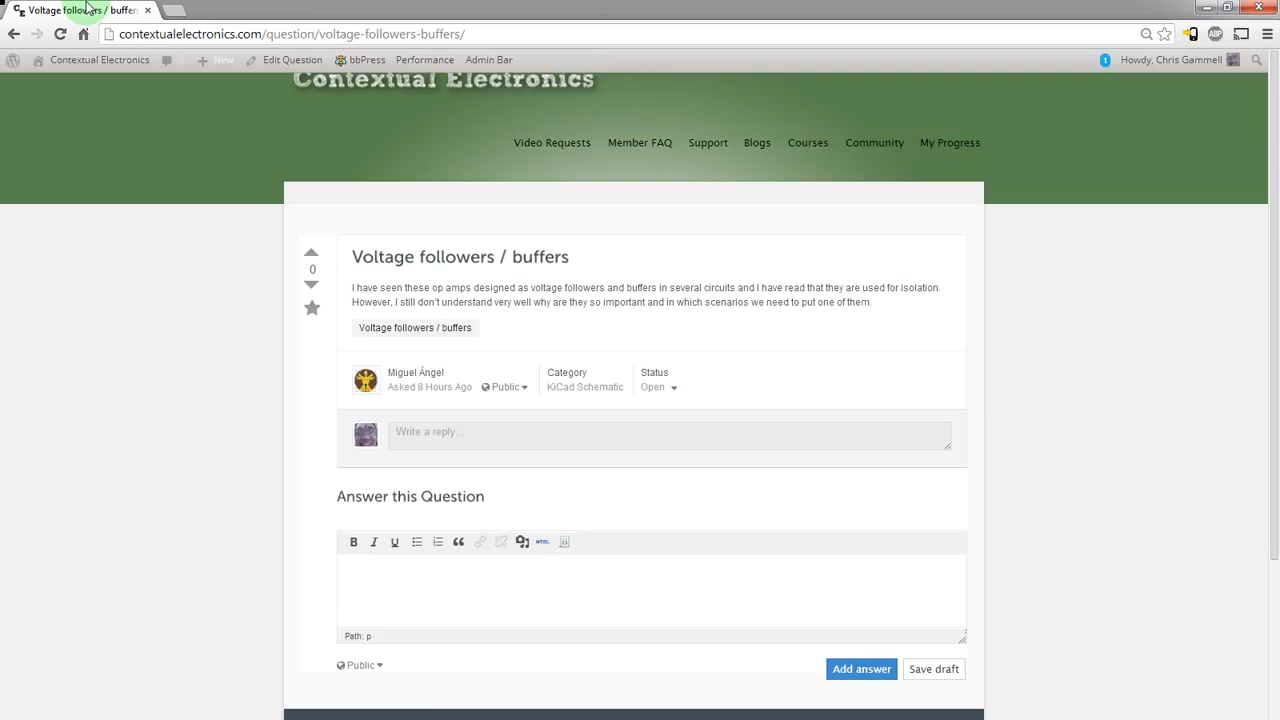 Voltage followers / buffers
contextualelectronics.com/question/voltage-followers-buffers/
ABP
Contextual Electronics
0
New
Edit Question
bbPress
Performance
Admin Bar
1
Howdy, Chris Gammell
Contextual Electronics
Video Requests
Member FAQ
Support
Blogs
Courses
Community
My Progress
0
Voltage followers / buffers
I have seen these op amps designed as voltage followers and buffers in several circuits and I have read that they are used for isolation.
However, I still don't understand very well why are they so important and in which scenarios we need to put one of them.
Voltage followers / buffers
Miguel Ángel
Asked 8 Hours Ago
Public
Category
KiCad Schematic
Status
Open
Write a reply...
Answer this Question
B I U
HTML
Path: p
Public
Add answer
Save draft